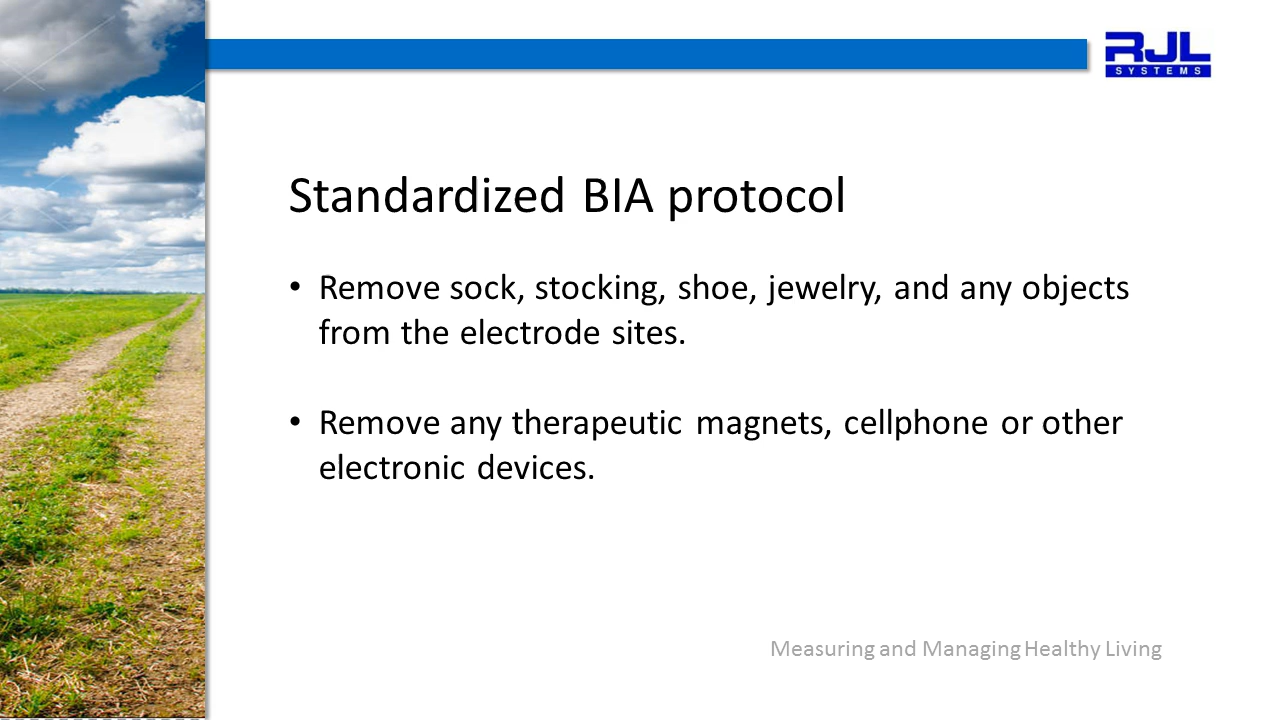 RJL
SYSTEMS
Standardized BIA protocol
• Remove sock, stocking, shoe, jewelry, and any objects
from the electrode sites.
• Remove any therapeutic magnets, cellphone or other
electronic devices.
Measuring and Managing Healthy Living